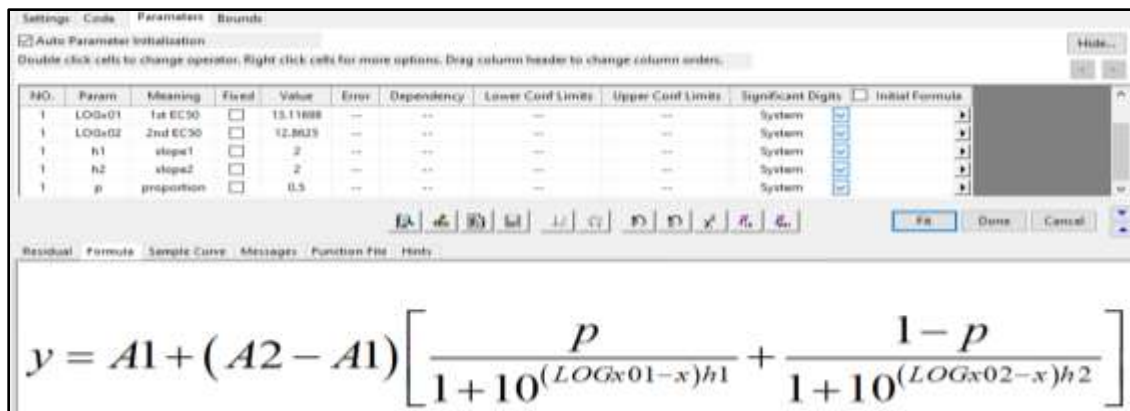 Settings Code Parameters Bounds
Auto Parameter Initialization
Hide...
Double click cells to change operator. Right click cells for more options. Drag column header to change column orders.
NO. Param Meaning Fixed Value Error Dependency Lower Conf Limits Upper Conf Limits Significant Digits Initial Formula
1 LOGx01 1st EC50 -- -- -- -- System
1 LOGx02 2nd EC50 12.8625 -- -- -- -- System
1 h1 slope1 2 -- -- -- -- System
1 h2 slope2 2 -- -- -- -- System
1 p proportion 0.5 -- -- -- -- System
Fit Done Cancel
Residual Formula Sample Curve Messages Function File Hints
y = A1 + (A2 − A1) [ p / (1 + 10^(LOGx01−x)h1) + (1 − p) / (1 + 10^(LOGx02−x)h2) ]